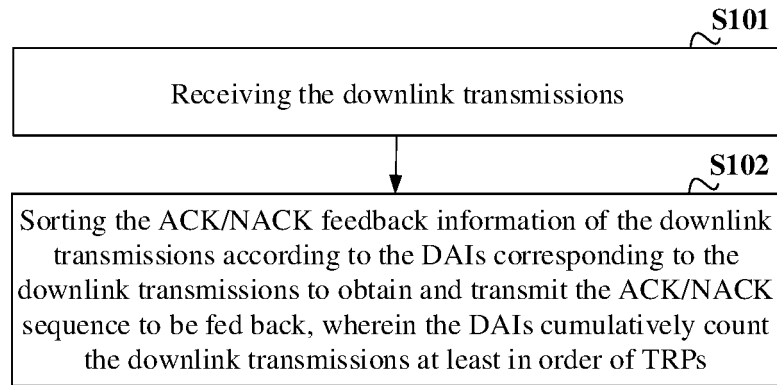 S101
Receiving the downlink transmissions
S102
Sorting the ACK/NACK feedback information of the downlink
transmissions according to the DAIs corresponding to the
downlink transmissions to obtain and transmit the ACK/NACK
sequence to be fed back, wherein the DAIs cumulatively count
the downlink transmissions at least in order of TRPs